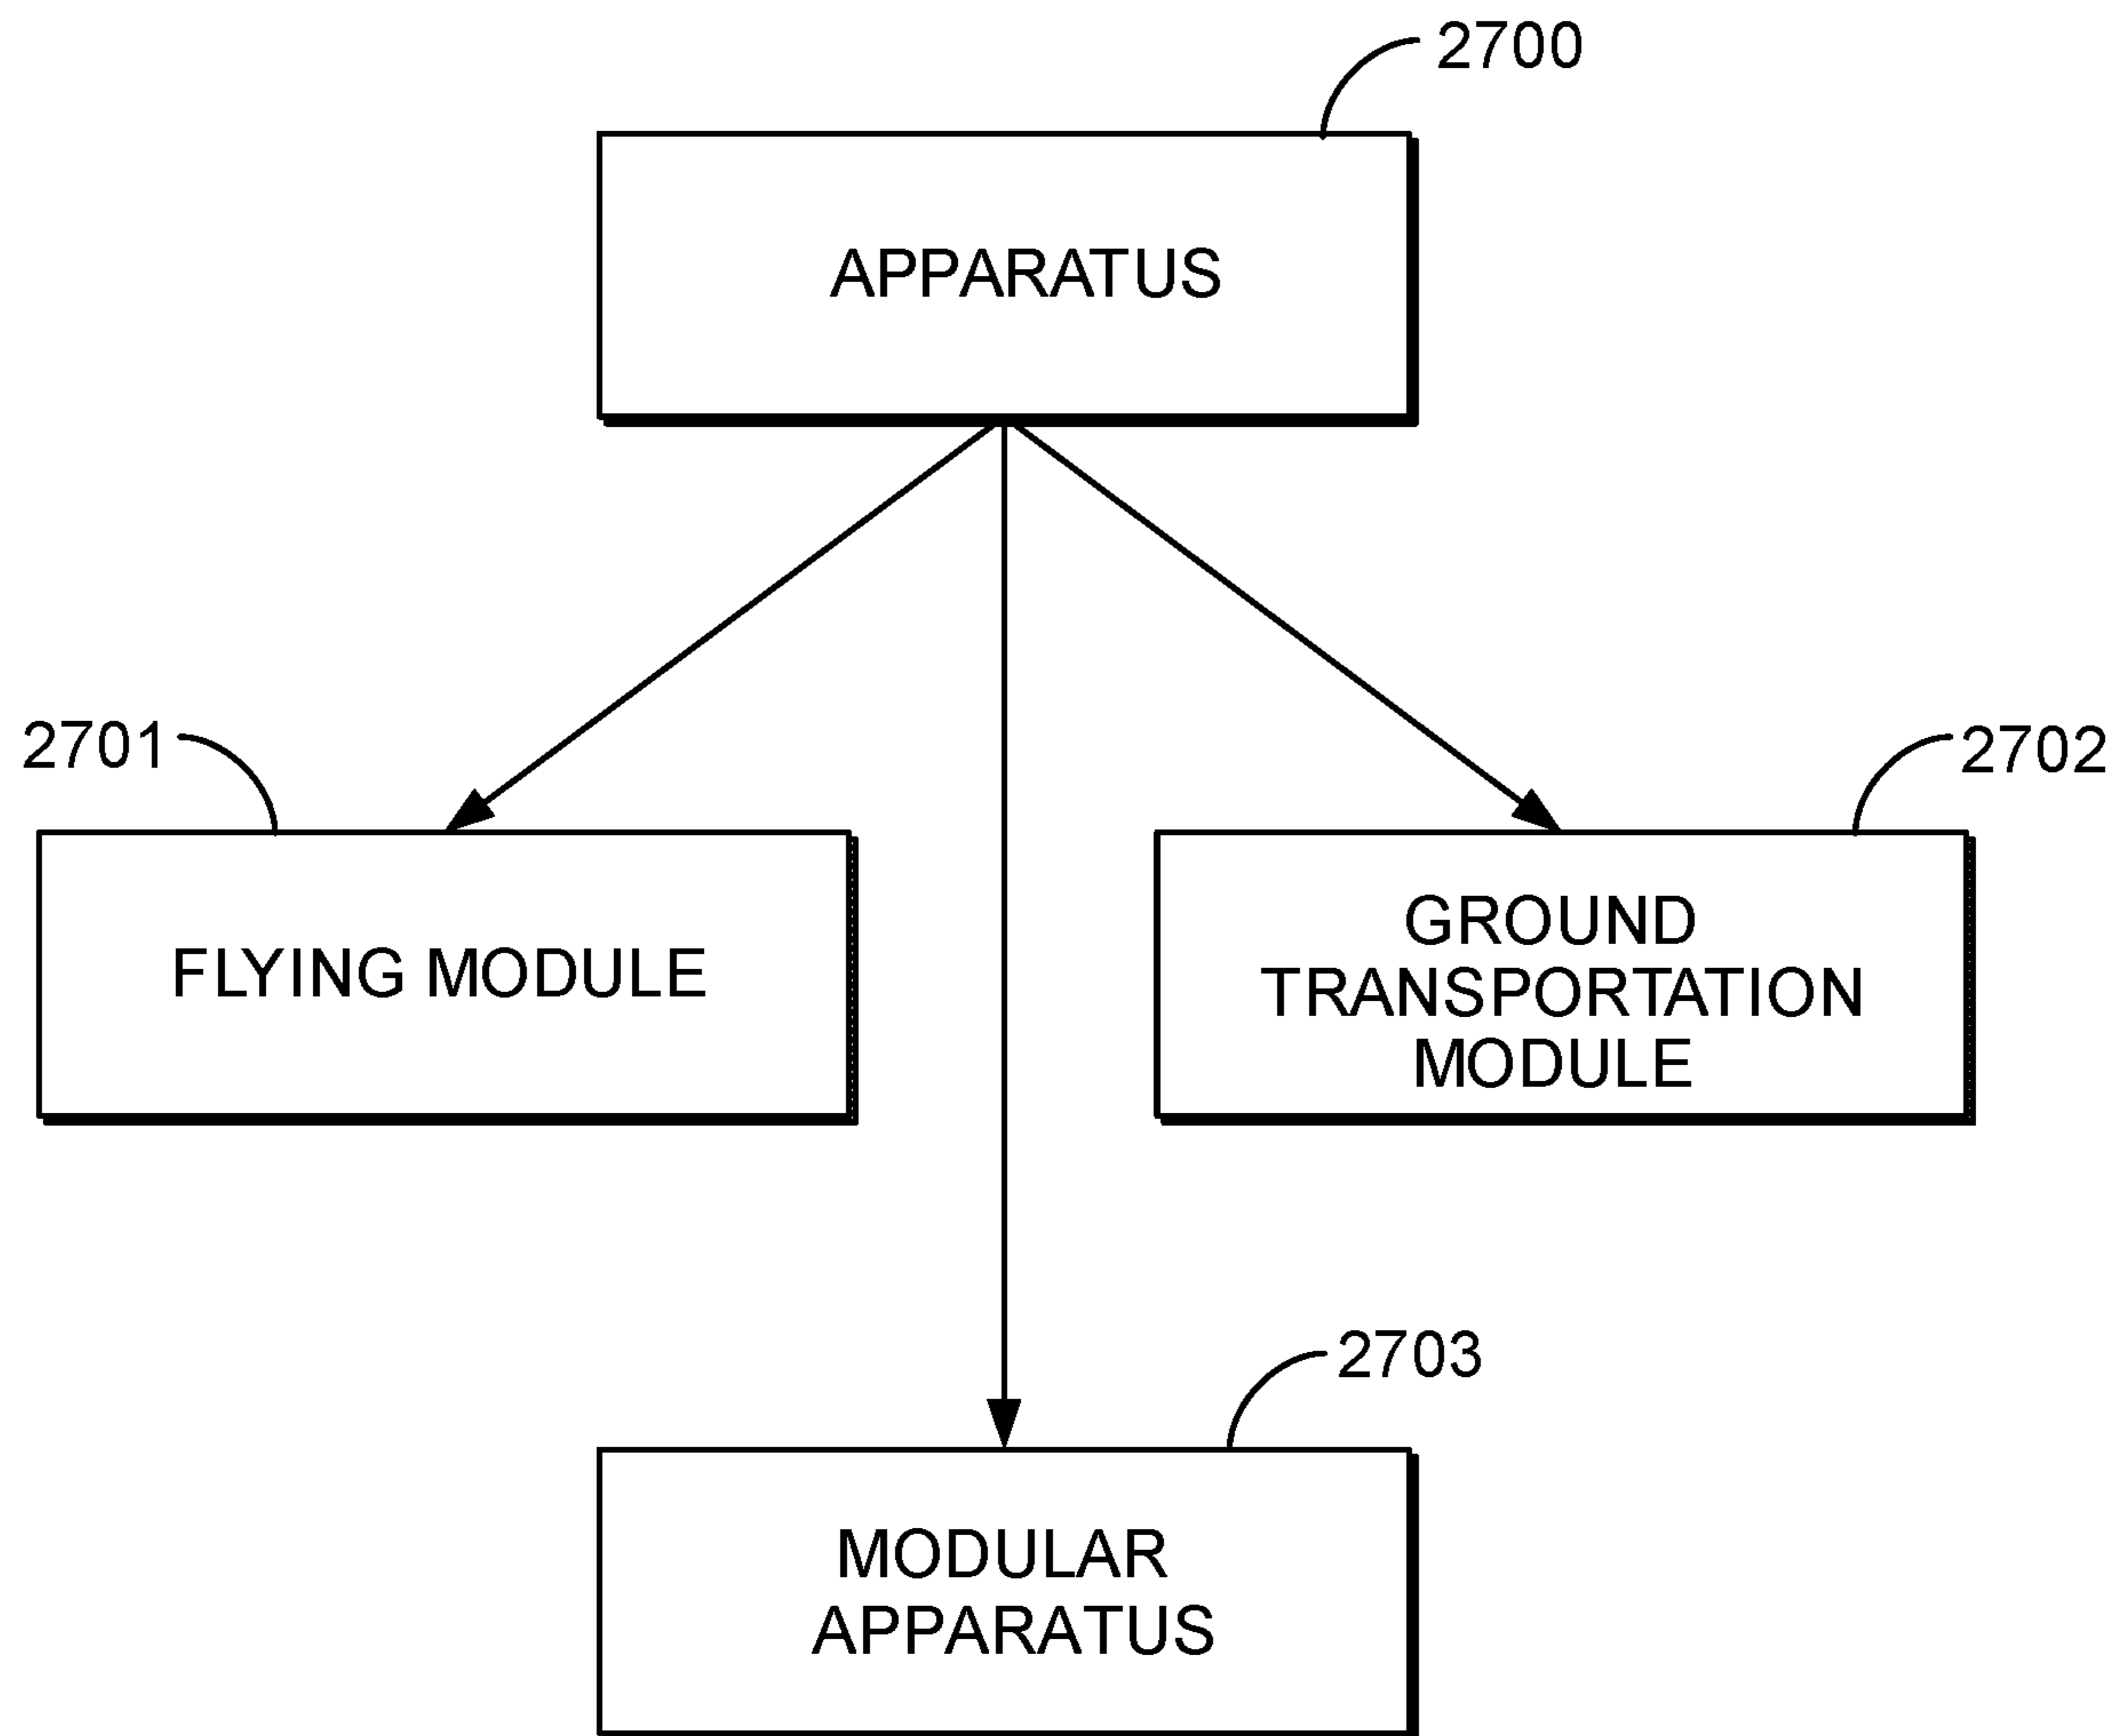 2700
APPARATUS
2701
2702
FLYING MODULE
GROUND
TRANSPORTATION
MODULE
2703
MODULAR
APPARATUS